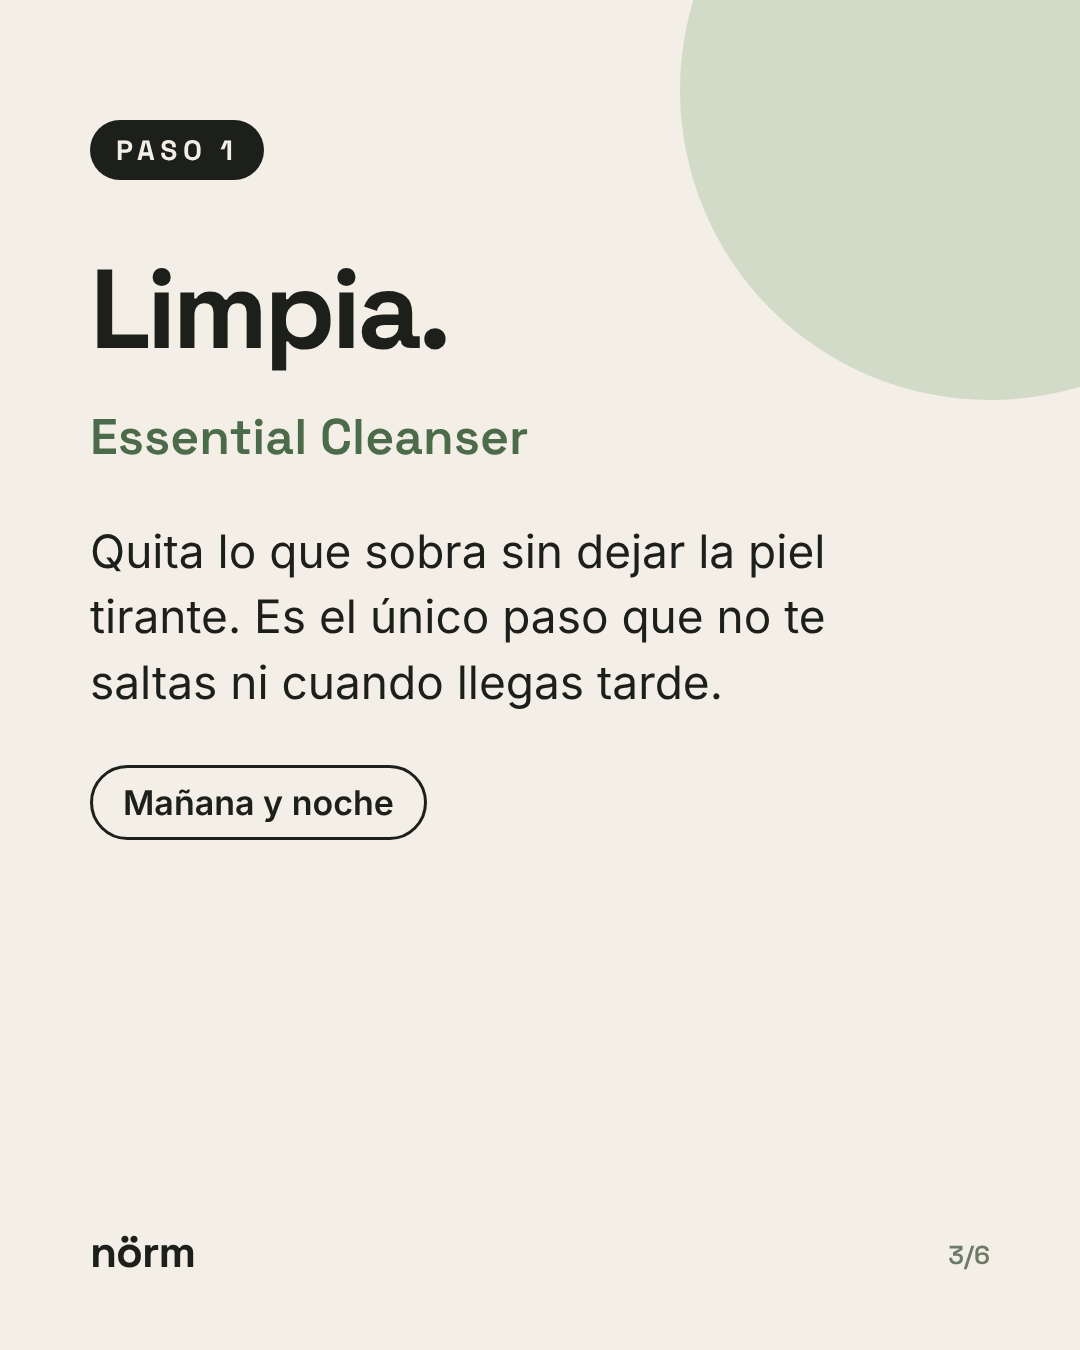 PASO 1
Limpia.
Essential Cleanser
Quita lo que sobra sin dejar la piel
tirante. Es el único paso que no te
saltas ni cuando llegas tarde.
Mañana y noche
nörm
3/6